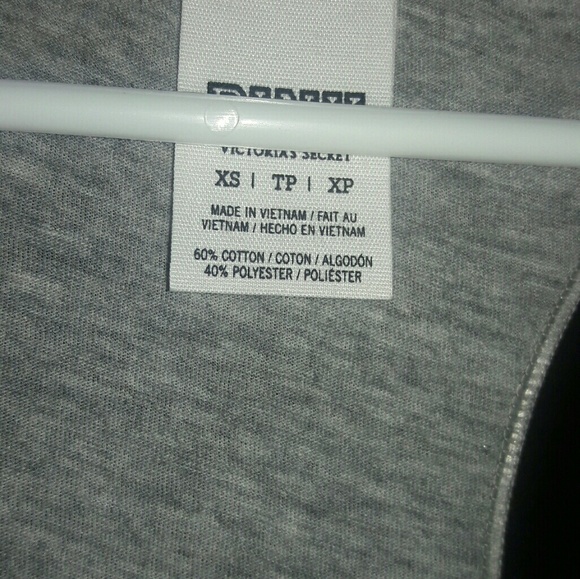 VICTORIA'S SECRET
XS | TP | XP
MADE IN VIETNAM / FAIT AU
VIETNAM / HECHO EN VIETNAM
60% COTTON / COTON / ALGODÓN
40% POLYESTER / POLIÉSTER